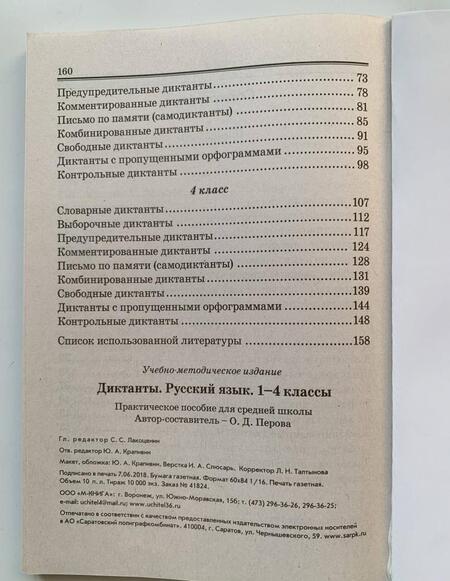 160
Предупредительные диктанты ........ 73
Комментированные диктанты ........ 78
Письмо по памяти (самодиктанты) ........ 81
Комбинированные диктанты ........ 85
Свободные диктанты ........ 91
Диктанты с пропущенными орфограммами ........ 95
Контрольные диктанты ........ 98
4 класс
Словарные диктанты ........ 107
Выборочные диктанты ........ 112
Предупредительные диктанты ........ 117
Комментированные диктанты ........ 124
Письмо по памяти (самодиктанты) ........ 128
Комбинированные диктанты ........ 131
Свободные диктанты ........ 139
Диктанты с пропущенными орфограммами ........ 144
Контрольные диктанты ........ 148
Список использованной литературы ........ 158
Учебно-методическое издание
Диктанты. Русский язык. 1–4 классы
Практическое пособие для средней школы
Автор-составитель – О. Д. Перова
Гл. редактор С. С. Лакоценин
Отв. редактор Ю. А. Крапивин
Макет, обложка: Ю. А. Крапивин. Верстка И. А. Слюсарь. Корректор Л. Н. Талтынова
Подписано в печать 7.06.2018. Бумага газетная. Формат 60x84 1/16. Печать газетная.
Объем 10 п. л. Тираж 10000 экз. Заказ № 41824.
ООО «М-КНИГА»: г. Воронеж, ул. Южно-Моравская, 15б; т. (473) 296-36-26, 296-36-25;
e-mail: uchitel4@mail.ru; www.uchitel36.ru
Отпечатано в соответствии с качеством предоставленных издательством электронных носителей
в АО «Саратовский полиграфкомбинат». 410004, г. Саратов, ул. Чернышевского, 59. www.sarpk.ru